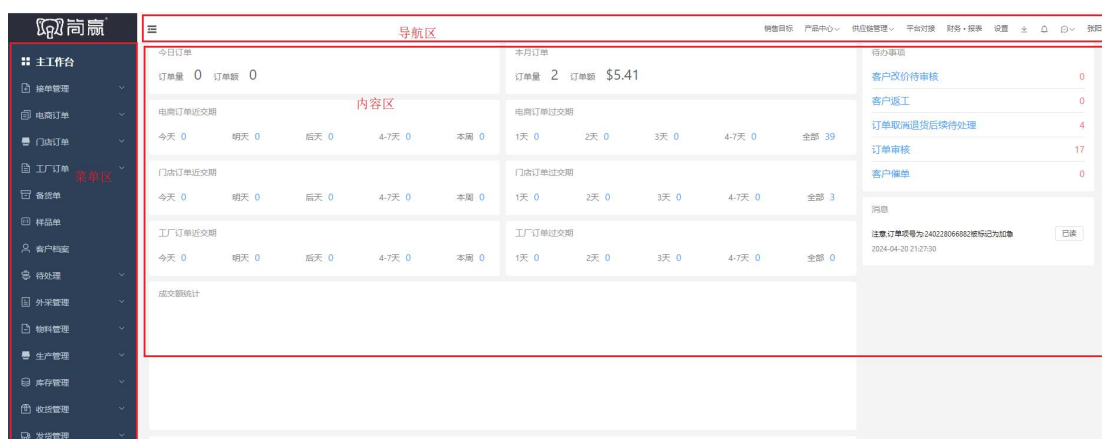 简赢
导航区
销售目标 产品中心 供应链管理 平台对接 财务·报表 设置 张阳
主工作台
接单管理
电商订单
门店订单
工厂订单
菜单区
备货单
样品单
客户档案
待处理
外采管理
物料管理
生产管理
库存管理
收货管理
发货管理
内容区
今日订单
订单量 0 订单额 0
本月订单
订单量 2 订单额 $5.41
电商订单近交期
今天 0 明天 0 后天 0 4-7天 0 本周 0
电商订单过交期
1天 0 2天 0 3天 0 4-7天 0 全部 39
门店订单近交期
今天 0 明天 0 后天 0 4-7天 0 本周 0
门店订单过交期
1天 0 2天 0 3天 0 4-7天 0 全部 3
工厂订单近交期
今天 0 明天 0 后天 0 4-7天 0 本周 0
工厂订单过交期
1天 0 2天 0 3天 0 4-7天 0 全部 0
成交额统计
待办事项
客户改价待审核 0
客户返工 0
订单取消退货后续待处理 4
订单审核 17
客户催单 0
消息
注意:订单项号为:240228066882被标记为加急 已读
2024-04-20 21:27:30